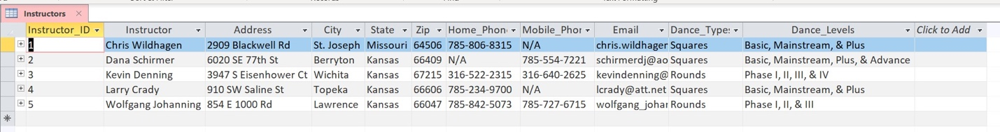 Instructors
Instructor_ID Instructor Address City State Zip Home_Phon Mobile_Phor Email Dance_Types Dance_Levels Click to Add
1 Chris Wildhagen 2909 Blackwell Rd St. Joseph Missouri 64506 785-806-8315 N/A chris.wildhager Squares Basic, Mainstream, & Plus
2 Dana Schirmer 6020 SE 77th St Berryton Kansas 66409 N/A 785-554-7221 schirmerdj@ao Squares Basic, Mainstream, Plus, & Advance
3 Kevin Denning 3947 S Eisenhower Ct Wichita Kansas 67215 316-522-2315 316-640-2625 kevindenning@ Rounds Phase I, II, III, & IV
4 Larry Crady 910 SW Saline St Topeka Kansas 66606 785-234-9700 N/A lcrady@att.net Squares Basic, Mainstream, & Plus
5 Wolfgang Johanning 854 E 1000 Rd Lawrence Kansas 66047 785-842-5073 785-727-6715 wolfgang_johar Rounds Phase I, II, & III